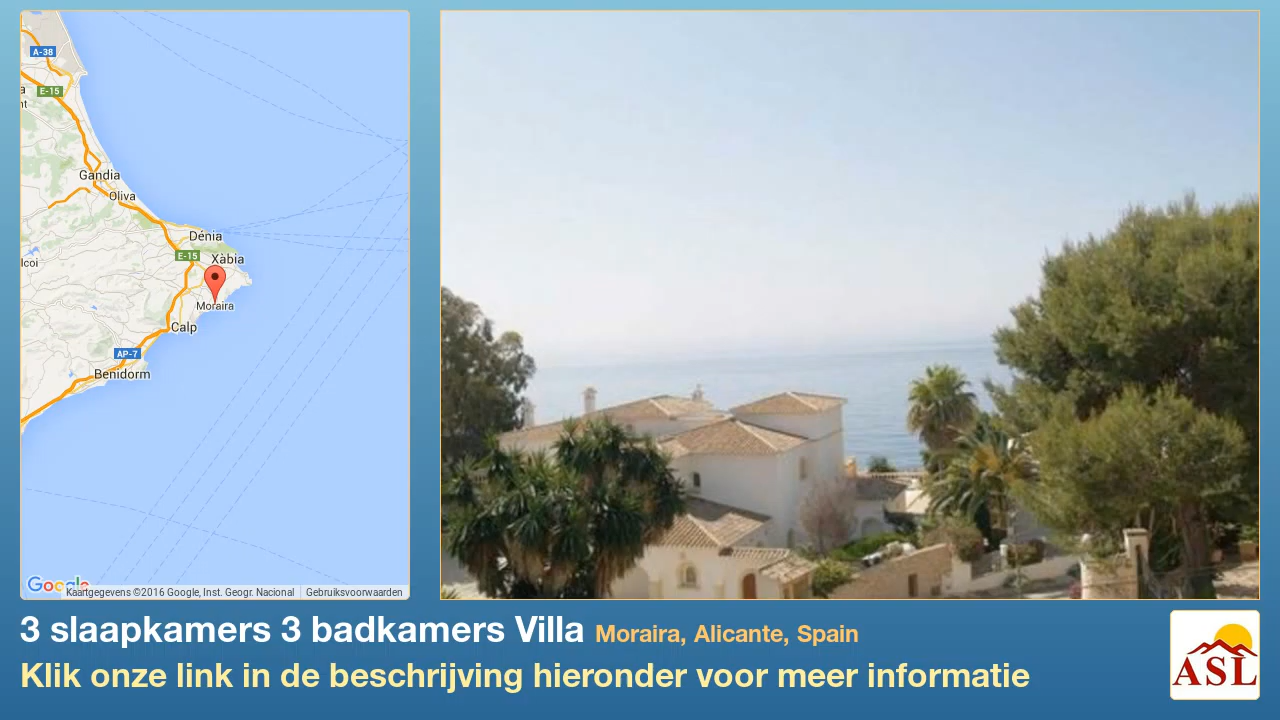 A-38
E-15
a
nt
Gandia
Oliva
Dénia
E-15
Xàbia
lcoi
Moraira
Calp
AP-7
Benidorm
Google
Kaartgegevens ©2016 Google, Inst. Geogr. Nacional
Gebruiksvoorwaarden
3 slaapkamers 3 badkamers Villa Moraira, Alicante, Spain
Klik onze link in de beschrijving hieronder voor meer informatie
ASL